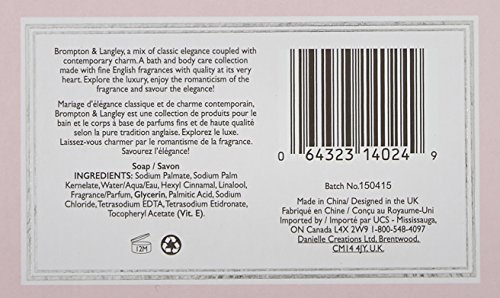 Brompton & Langley, a mix of classic elegance coupled with
contemporary charm. A bath and body care collection
made with fine English fragrances with quality at its very
heart. Explore the luxury, enjoy the romanticism of the
fragrance and savour the elegance!
Mariage d'élégance classique et de charme contemporain,
Brompton & Langley est une collection de produits pour le
bain et le corps à base de parfums fins et de haute qualité
selon la pure tradition anglaise. Explorez le luxe.
Laissez-vous charmer par le romantisme de la fragrance.
Savourez l'élégance!
Soap / Savon
INGREDIENTS: Sodium Palmate, Sodium Palm
Kernelate, Water/Aqua/Eau, Hexyl Cinnamal, Linalool,
Fragrance/Parfum, Glycerin, Palmitic Acid, Sodium
Chloride, Tetrasodium EDTA, Tetrasodium Etidronate,
Tocopheryl Acetate (Vit. E).
12M
0 64323 14024 9
Batch No.150415
Made in China/ Designed in the UK
Fabriqué en Chine / Conçu au Royaume-Uni
Imported by / Importé par UCS - Mississauga,
ON Canada L4X 2W9 1-800-548-4097
Danielle Creations Ltd, Brentwood.
CM14 4JY. U.K.